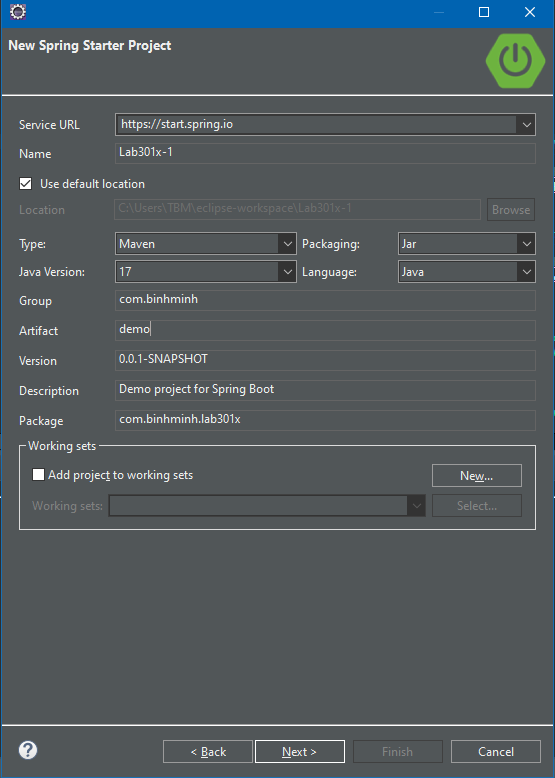 New Spring Starter Project
Service URL https://start.spring.io
Name Lab301x-1
Use default location
Location C:\Users\TBM\eclipse-workspace\Lab301x-1 Browse
Type: Maven Packaging: Jar
Java Version: 17 Language: Java
Group com.binhminh
Artifact demo
Version 0.0.1-SNAPSHOT
Description Demo project for Spring Boot
Package com.binhminh.lab301x
Working sets
Add project to working sets New...
Working sets: Select...
? < Back Next > Finish Cancel